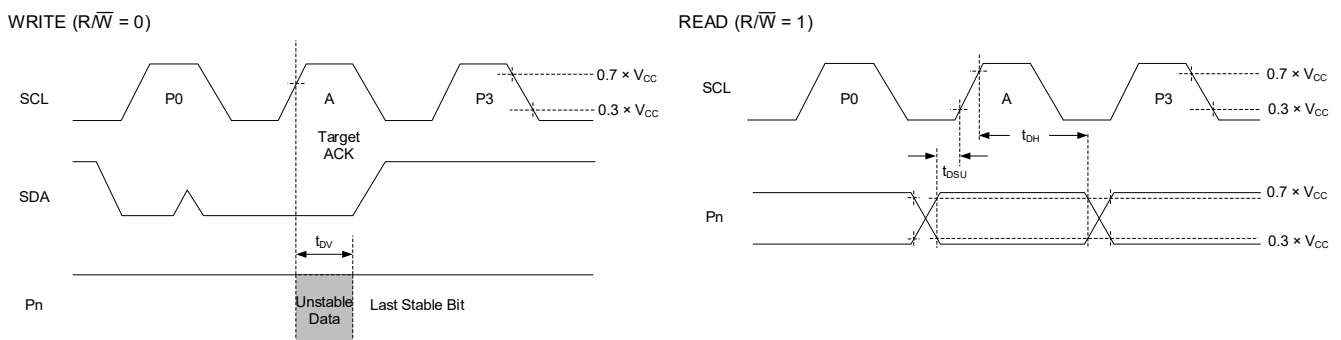 WRITE (R/W̅ = 0)
SCL
P0
A
P3
0.7 × VCC
0.3 × VCC
Target
ACK
SDA
tDV
Pn
Unstable
Data
Last Stable Bit
READ (R/W̅ = 1)
SCL
P0
A
P3
0.7 × VCC
0.3 × VCC
tDH
tDSU
Pn
0.7 × VCC
0.3 × VCC